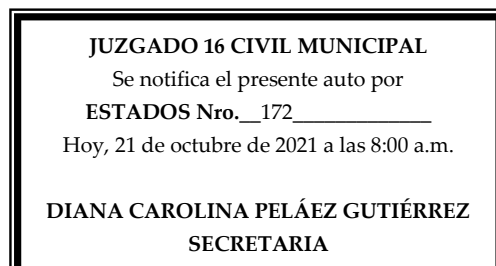 JUZGADO 16 CIVIL MUNICIPAL
Se notifica el presente auto por
ESTADOS Nro.__172_____________
Hoy, 21 de octubre de 2021 a las 8:00 a.m.
DIANA CAROLINA PELÁEZ GUTIÉRREZ
SECRETARIA